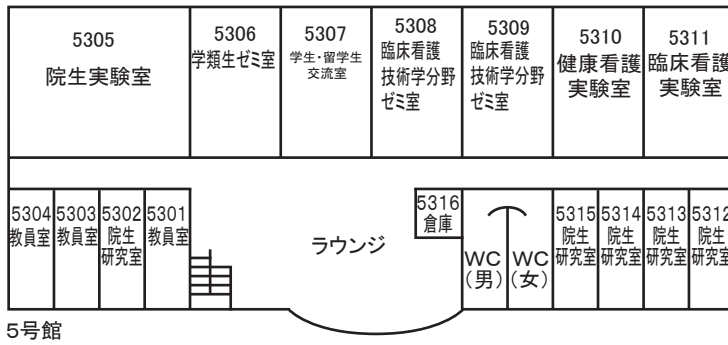 5305
院生実験室
5306
学類生ゼミ室
5307
学生・留学生
交流室
5308
臨床看護
技術学分野
ゼミ室
5309
臨床看護
技術学分野
ゼミ室
5310
健康看護
実験室
5311
臨床看護
実験室
5304
教員室
5303
教員室
5302
院生
研究室
5301
教員室
ラウンジ
5316
倉庫
WC
(男)
WC
(女)
5315
院生
研究室
5314
院生
研究室
5313
院生
研究室
5312
院生
研究室
5号館